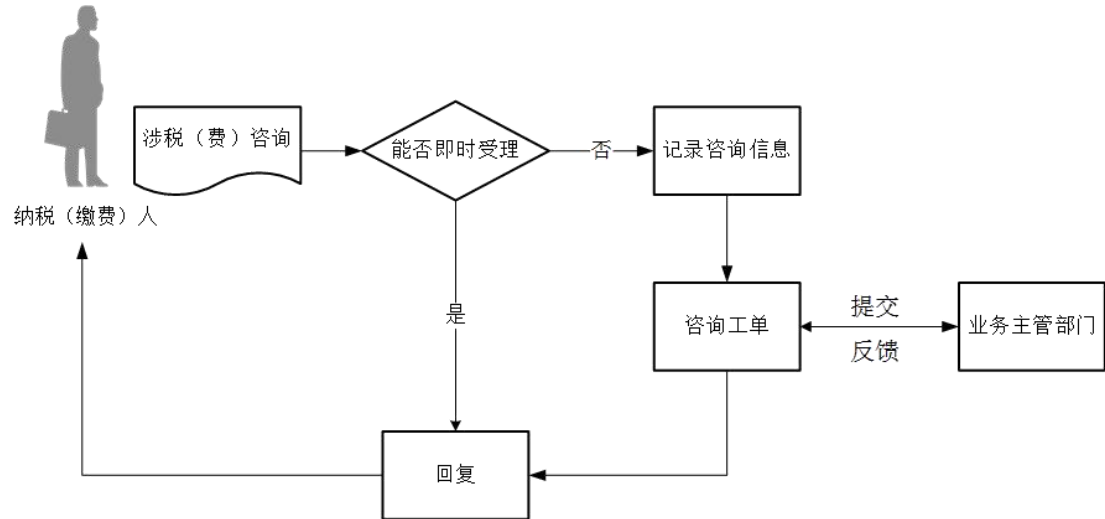 涉税（费）咨询
能否即时受理
否
记录咨询信息
纳税（缴费）人
是
咨询工单
提交
反馈
业务主管部门
回复